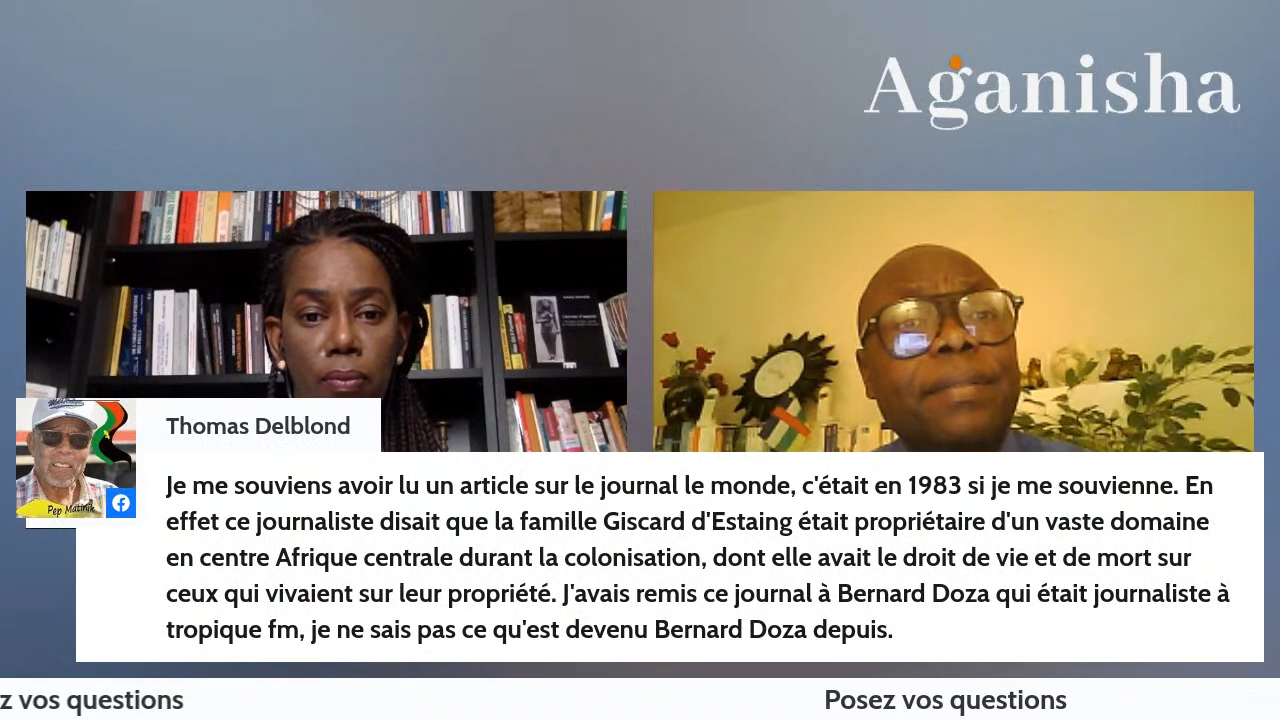 Aganisha
Thomas Delblond
Je me souviens avoir lu un article sur le journal le monde, c'était en 1983 si je me souvienne. En
effet ce journaliste disait que la famille Giscard d'Estaing était propriétaire d'un vaste domaine
en centre Afrique centrale durant la colonisation, dont elle avait le droit de vie et de mort sur
ceux qui vivaient sur leur propriété. J'avais remis ce journal à Bernard Doza qui était journaliste à
tropique fm, je ne sais pas ce qu'est devenu Bernard Doza depuis.
Pep Matinik
z vos questions
Posez vos questions